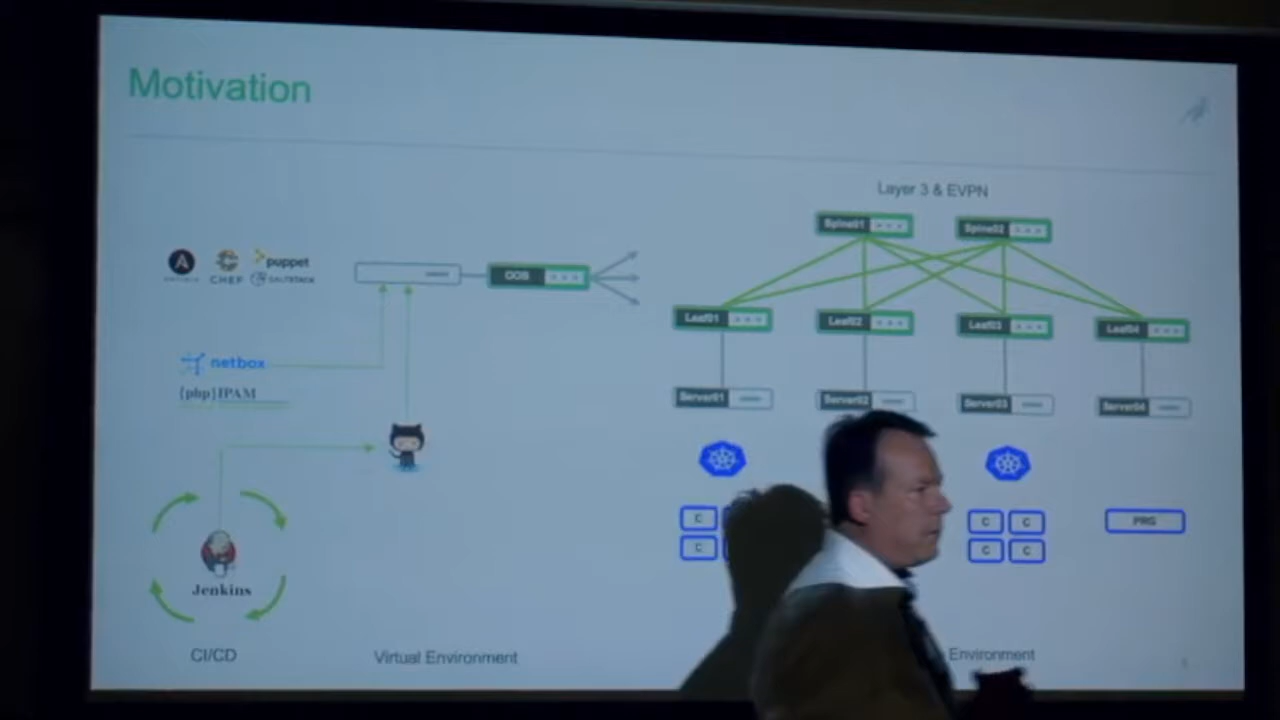 Motivation
Layer 3 & EVPN
Spine01
Spine02
CHEF
puppet
SALTSTACK
OOB
Leaf01
Leaf02
Leaf03
Leaf04
netbox
{php}IPAM
Server01
Server02
Server03
Server04
C
C C
C
C C
PRG
Jenkins
CI/CD
Virtual Environment
Environment